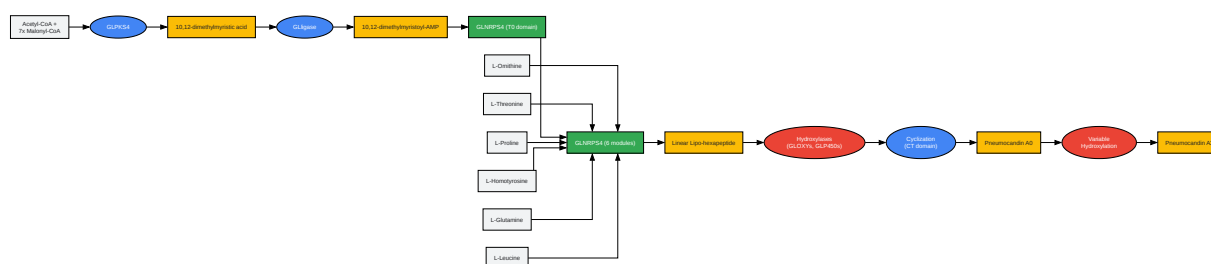 Acetyl-CoA +
7x Malonyl-CoA
GLPKS4
10,12-dimethylmyristic acid
GLligase
10,12-dimethylmyristoyl-AMP
GLNRPS4 (T0 domain)
L-Ornithine
L-Threonine
L-Proline
L-Homotyrosine
L-Glutamine
L-Leucine
GLNRPS4 (6 modules)
Linear Lipo-hexapeptide
Hydroxylases
(GLOXYs, GLP450s)
Cyclization
(CT domain)
Pneumocandin A0
Variable
Hydroxylation
Pneumocandin